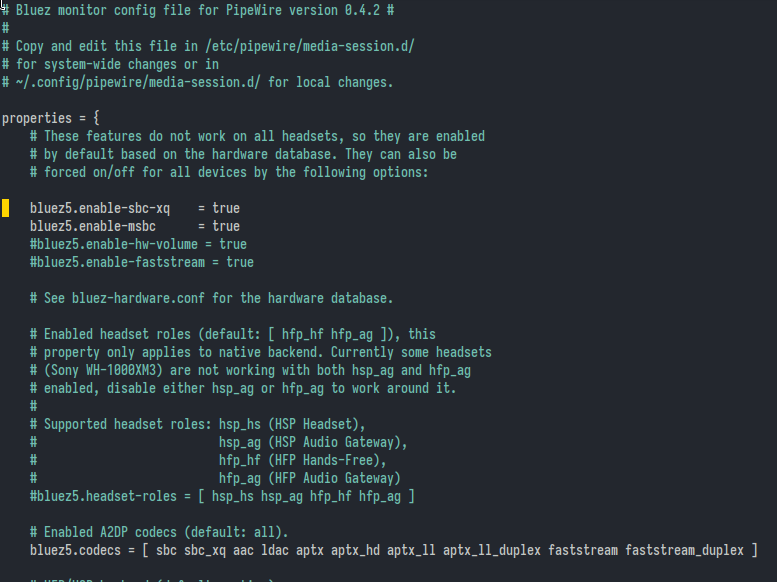 # Bluez monitor config file for PipeWire version 0.4.2 #
#
# Copy and edit this file in /etc/pipewire/media-session.d/
# for system-wide changes or in
# ~/.config/pipewire/media-session.d/ for local changes.
properties = {
# These features do not work on all headsets, so they are enabled
# by default based on the hardware database. They can also be
# forced on/off for all devices by the following options:
bluez5.enable-sbc-xq    = true
bluez5.enable-msbc      = true
#bluez5.enable-hw-volume = true
#bluez5.enable-faststream = true
# See bluez-hardware.conf for the hardware database.
# Enabled headset roles (default: [ hfp_hf hfp_ag ]), this
# property only applies to native backend. Currently some headsets
# (Sony WH-1000XM3) are not working with both hsp_ag and hfp_ag
# enabled, disable either hsp_ag or hfp_ag to work around it.
#
# Supported headset roles: hsp_hs (HSP Headset),
#                          hsp_ag (HSP Audio Gateway),
#                          hfp_hf (HFP Hands-Free),
#                          hfp_ag (HFP Audio Gateway)
#bluez5.headset-roles = [ hsp_hs hsp_ag hfp_hf hfp_ag ]
# Enabled A2DP codecs (default: all).
bluez5.codecs = [ sbc sbc_xq aac ldac aptx aptx_hd aptx_ll aptx_ll_duplex faststream faststream_duplex ]